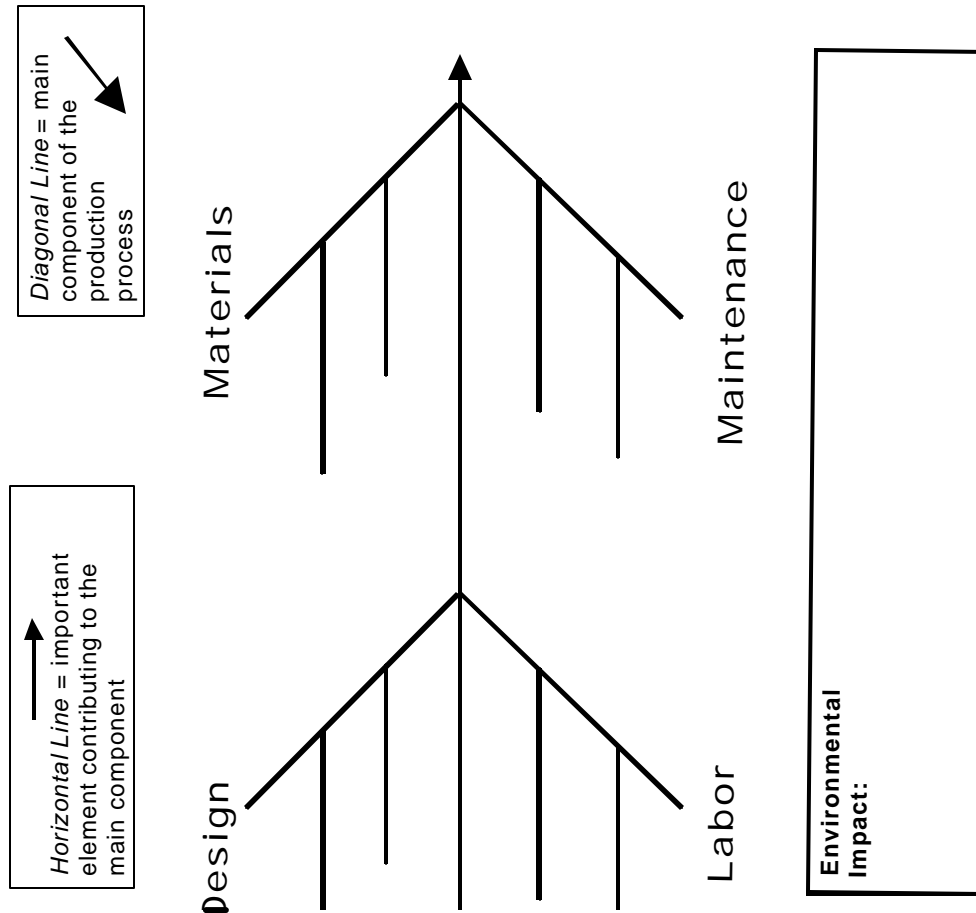 Horizontal Line = important
element contributing to the
main component
Diagonal Line = main
component of the
production
process
Design
Materials
Labor
Maintenance
Environmental
Impact: